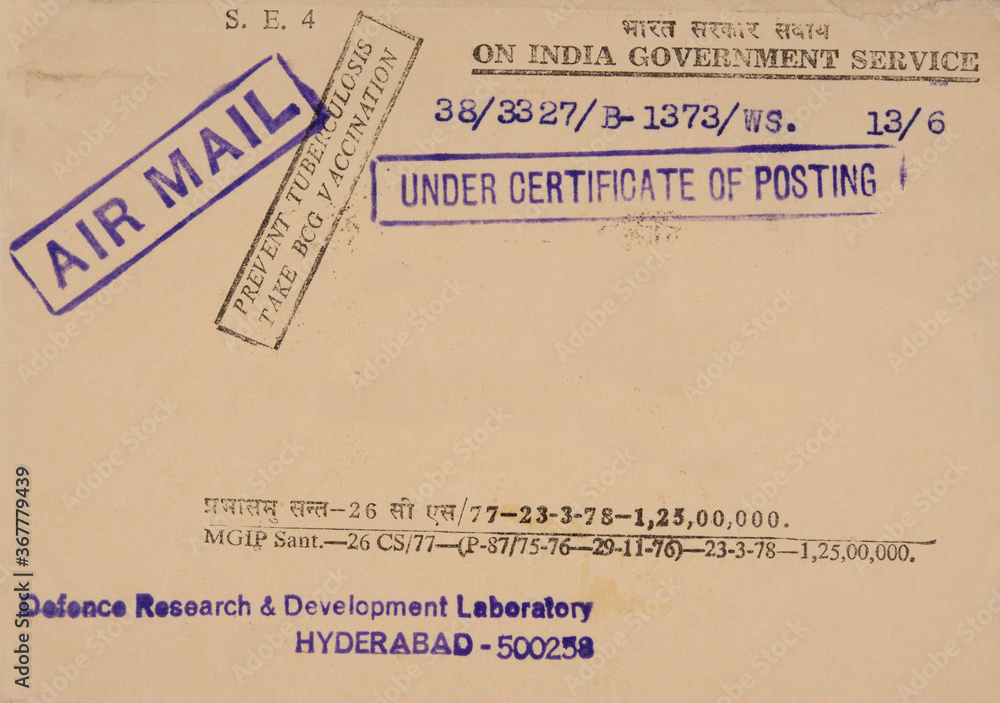 S. E. 4
भारत सरकार सेवार्थ
ON INDIA GOVERNMENT SERVICE
38/3327/B-1373/WS. 13/6
AIR MAIL
PREVENT TUBERCULOSIS
TAKE BCG VACCINATION
UNDER CERTIFICATE OF POSTING
सन्त—26 सी एस/77—23-3-78—1,25,00,000.
MGIP Sant.—26 CS/77—(P-87/75-76—29-11-76)—23-3-78—1,25,00,000.
Defence Research & Development Laboratory
HYDERABAD - 500258
Adobe Stock | #367779439